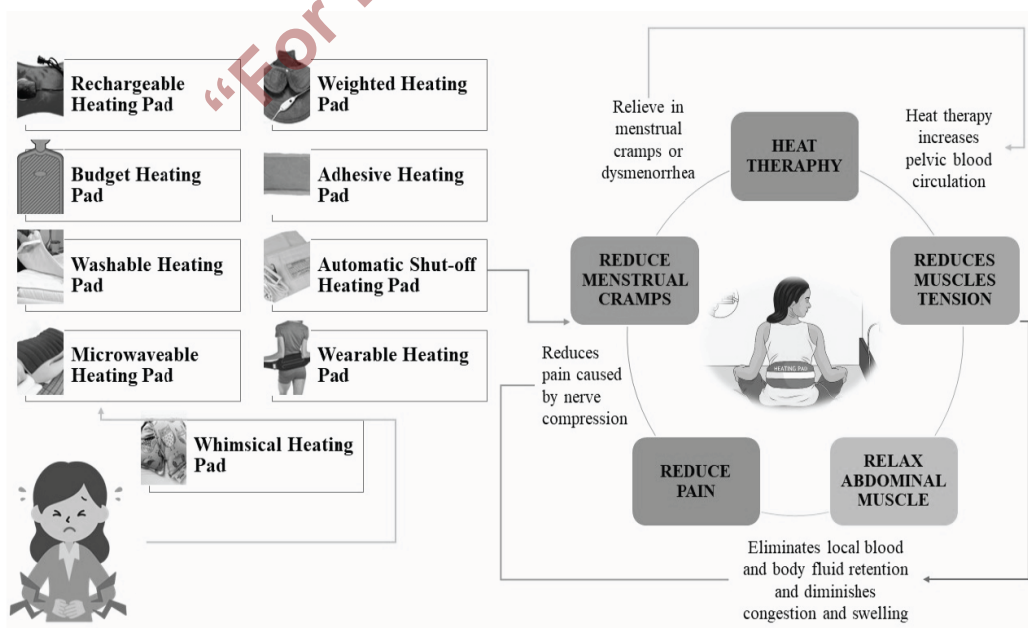 “For
Rechargeable
Heating Pad
Weighted Heating
Pad
Budget Heating
Pad
Adhesive Heating
Pad
Washable Heating
Pad
Automatic Shut-off
Heating Pad
Microwaveable
Heating Pad
Wearable Heating
Pad
Whimsical Heating
Pad
Relieve in
menstrual
cramps or
dysmenorrhea
HEAT
THERAPHY
Heat therapy
increases
pelvic blood
circulation
REDUCE
MENSTRUAL
CRAMPS
REDUCES
MUSCLES
TENSION
HEATING PAD
Reduces
pain caused
by nerve
compression
REDUCE
PAIN
RELAX
ABDOMINAL
MUSCLE
Eliminates local blood
and body fluid retention
and diminishes
congestion and swelling